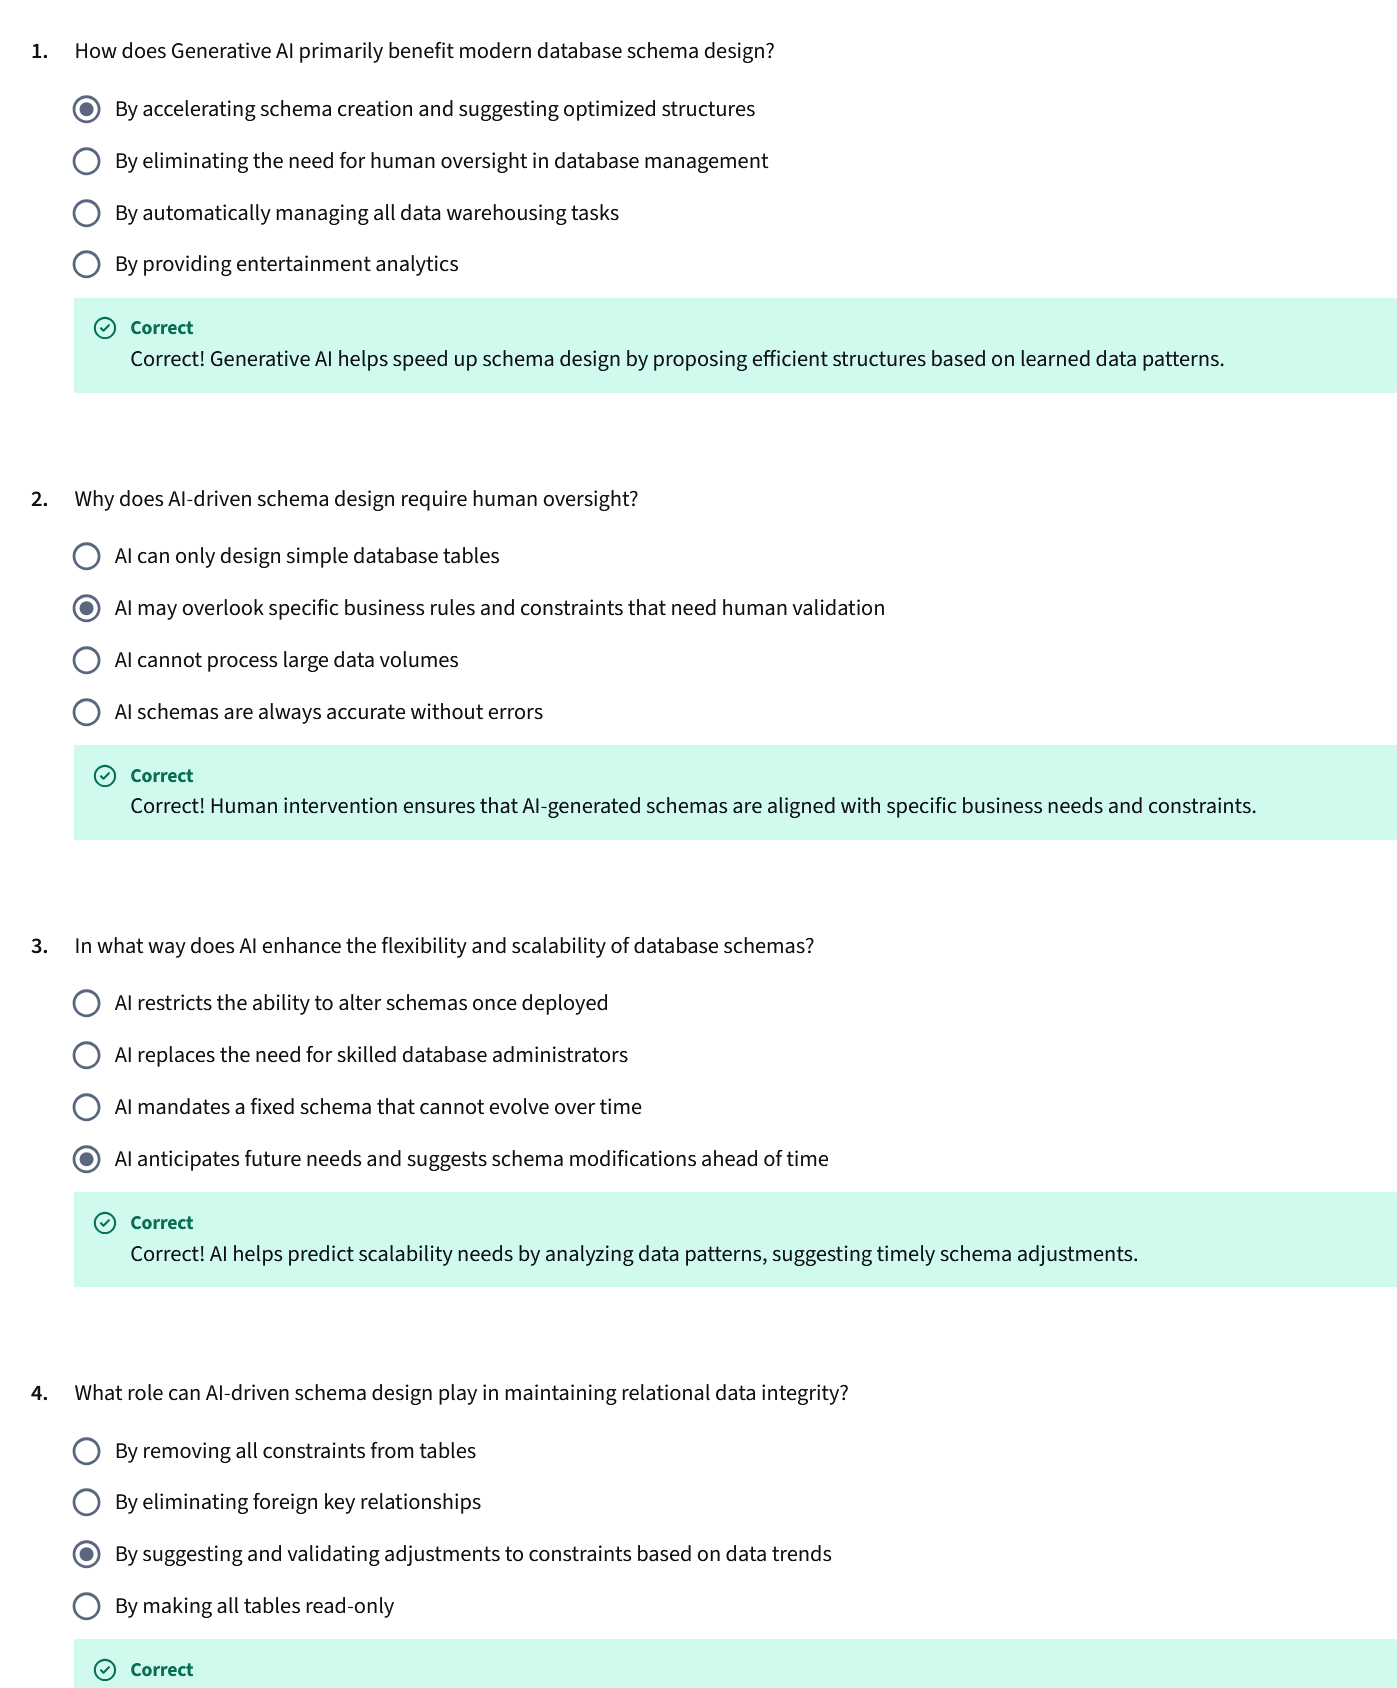 1. How does Generative AI primarily benefit modern database schema design?
By accelerating schema creation and suggesting optimized structures
By eliminating the need for human oversight in database management
By automatically managing all data warehousing tasks
By providing entertainment analytics
Correct
Correct! Generative AI helps speed up schema design by proposing efficient structures based on learned data patterns.
2. Why does AI-driven schema design require human oversight?
AI can only design simple database tables
AI may overlook specific business rules and constraints that need human validation
AI cannot process large data volumes
AI schemas are always accurate without errors
Correct
Correct! Human intervention ensures that AI-generated schemas are aligned with specific business needs and constraints.
3. In what way does AI enhance the flexibility and scalability of database schemas?
AI restricts the ability to alter schemas once deployed
AI replaces the need for skilled database administrators
AI mandates a fixed schema that cannot evolve over time
AI anticipates future needs and suggests schema modifications ahead of time
Correct
Correct! AI helps predict scalability needs by analyzing data patterns, suggesting timely schema adjustments.
4. What role can AI-driven schema design play in maintaining relational data integrity?
By removing all constraints from tables
By eliminating foreign key relationships
By suggesting and validating adjustments to constraints based on data trends
By making all tables read-only
Correct